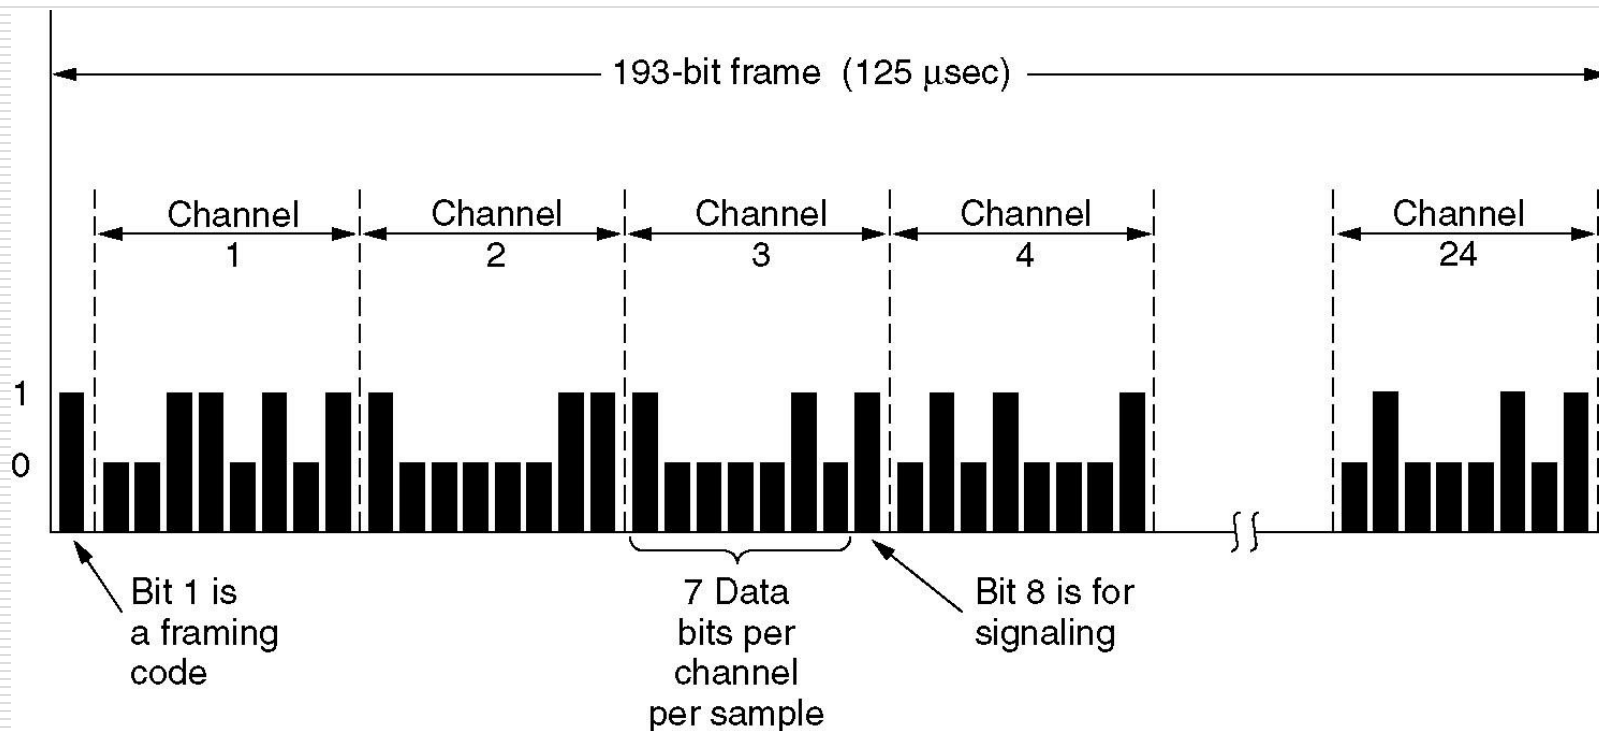 193-bit frame (125 μsec)
Channel
1
Channel
2
Channel
3
Channel
4
Channel
24
1
0
Bit 1 is
a framing
code
7 Data
bits per
channel
per sample
Bit 8 is for
signaling